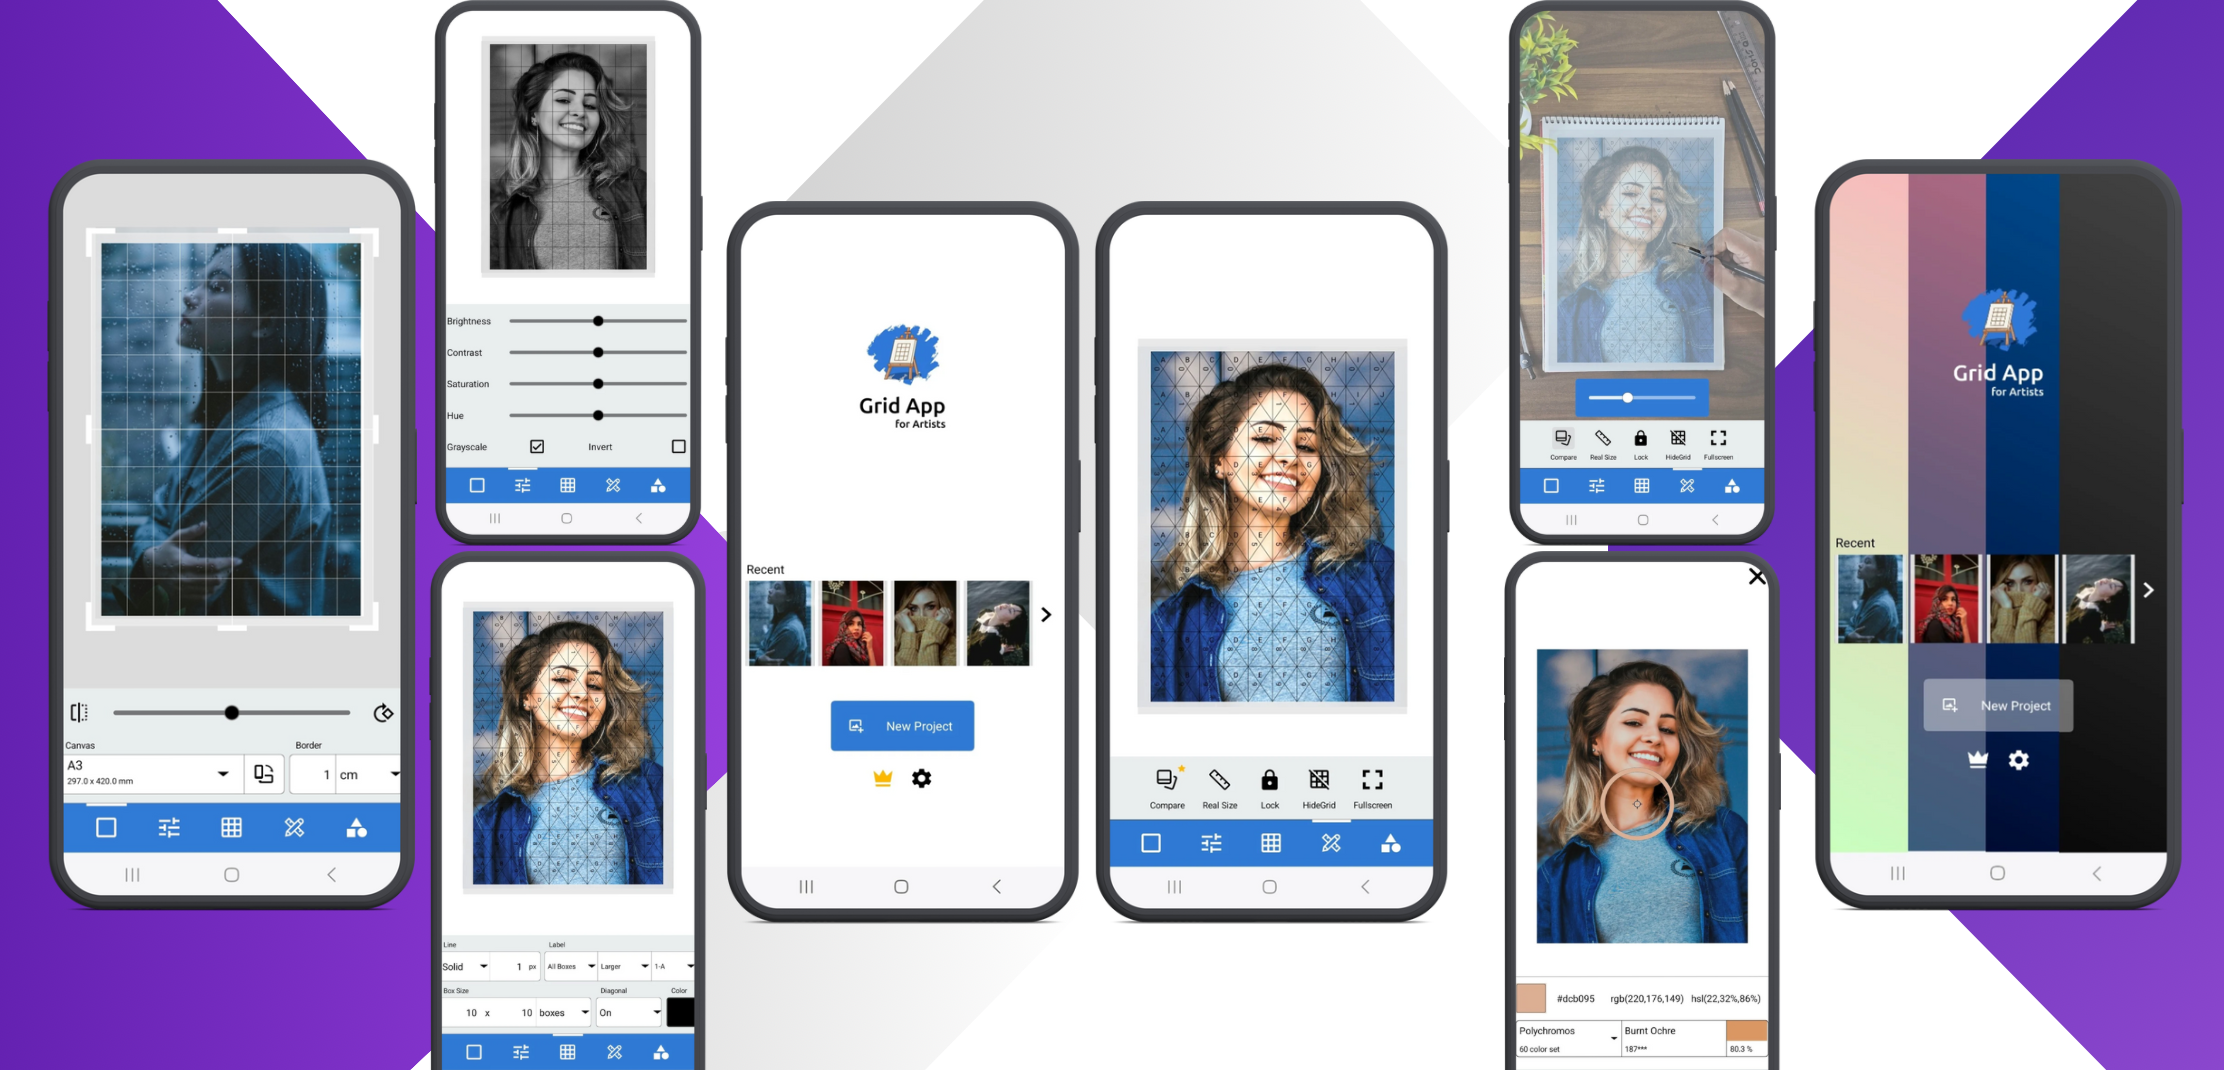 Canvas
Border
A3
297.0 x 420.0 mm
1 cm
Brightness
Contrast
Saturation
Hue
Grayscale
Invert
Line
Label
Solid
1 px
All Boxes
Larger
1-A
Box Size
Diagonal
Color
10 x 10 boxes
On
Grid App
for Artists
Recent
New Project
Compare
Real Size
Lock
HideGrid
Fullscreen
Compare
Real Size
Lock
HideGrid
Fullscreen
#dcb095
rgb(220,176,149)
hsl(22,32%,86%)
Polychromos
60 color set
Burnt Ochre
187***
80.3 %
Grid App
for Artists
Recent
New Project